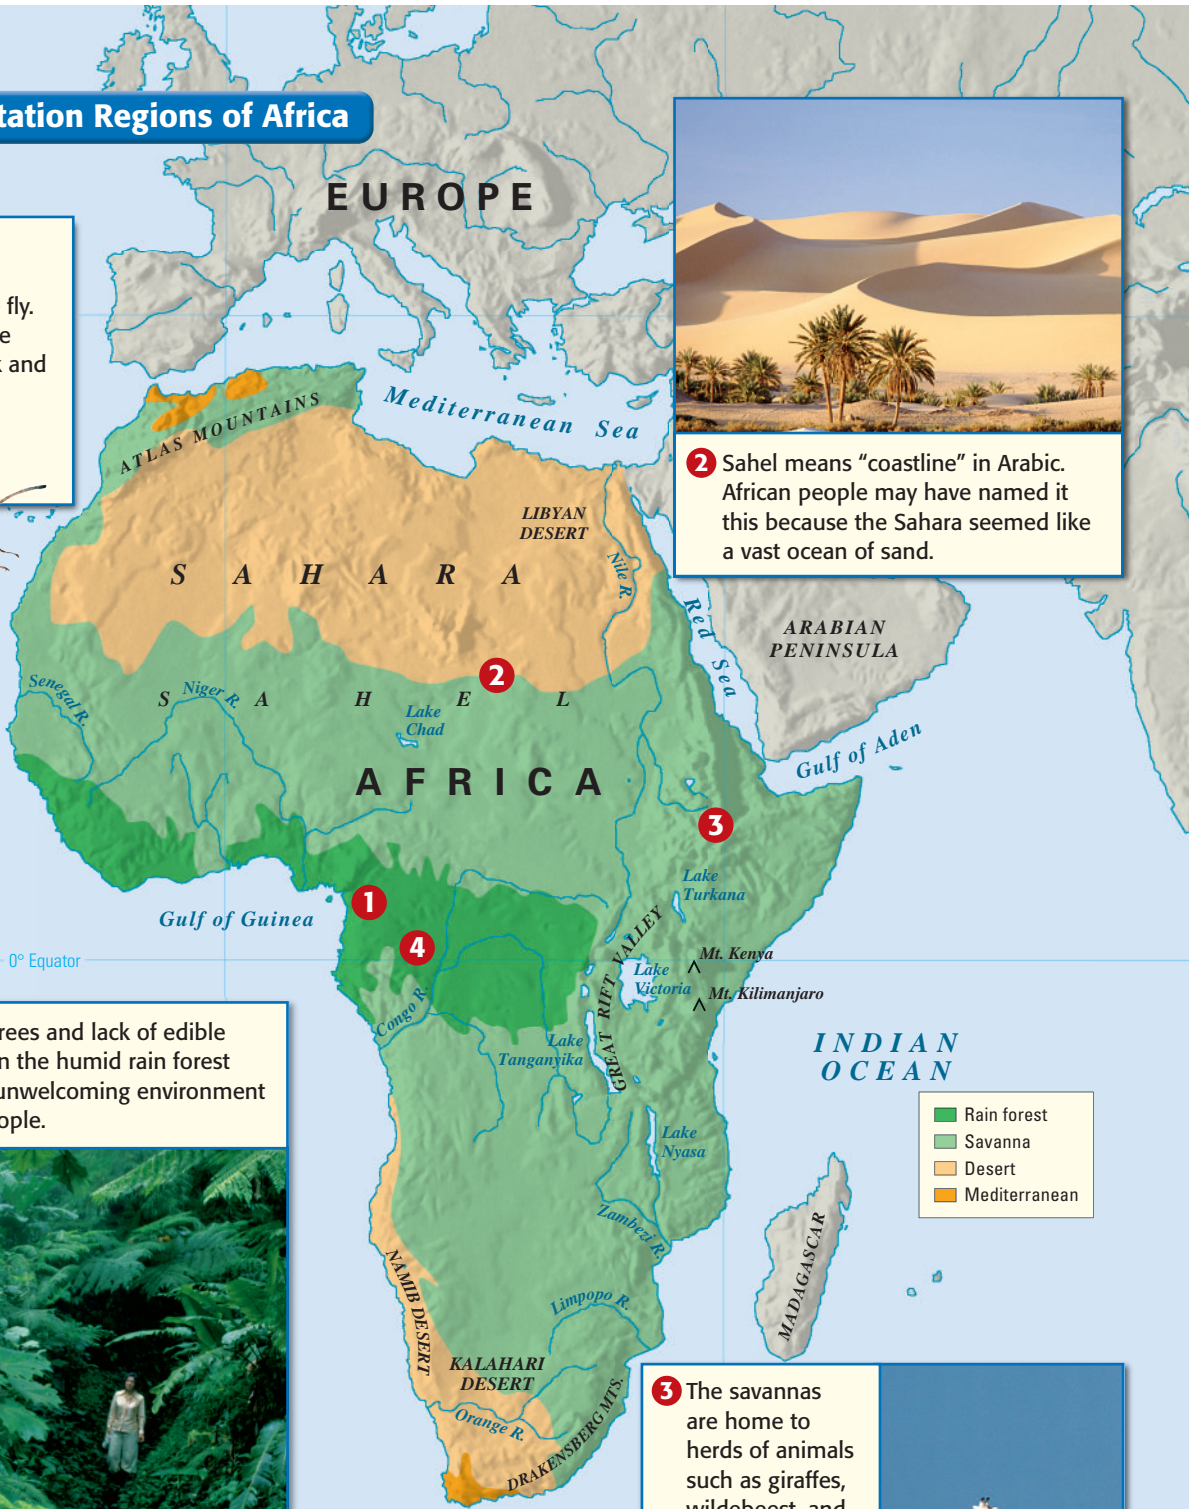 tation Regions of Africa
EUROPE
fly.
e
and
2 Sahel means “coastline” in Arabic.
African people may have named it
this because the Sahara seemed like
a vast ocean of sand.
Mediterranean Sea
ATLAS MOUNTAINS
LIBYAN
DESERT
SAHARA
Nile R.
Red Sea
ARABIAN
PENINSULA
2
Senegal R.
Niger R.
SAHEL
Lake
Chad
Gulf of Aden
AFRICA
3
Lake
Turkana
1
Gulf of Guinea
4
0° Equator
GREAT RIFT VALLEY
Mt. Kenya
Lake
Victoria
Mt. Kilimanjaro
Congo R.
Lake
Tanganyika
INDIAN
OCEAN
rees and lack of edible
n the humid rain forest
unwelcoming environment
ople.
Rain forest
Savanna
Desert
Mediterranean
Lake
Nyasa
Zambezi R.
MADAGASCAR
NAMIB DESERT
Limpopo R.
KALAHARI
DESERT
Orange R.
DRAKENSBERG MTS.
3 The savannas
are home to
herds of animals
such as giraffes,
wildebeest, and